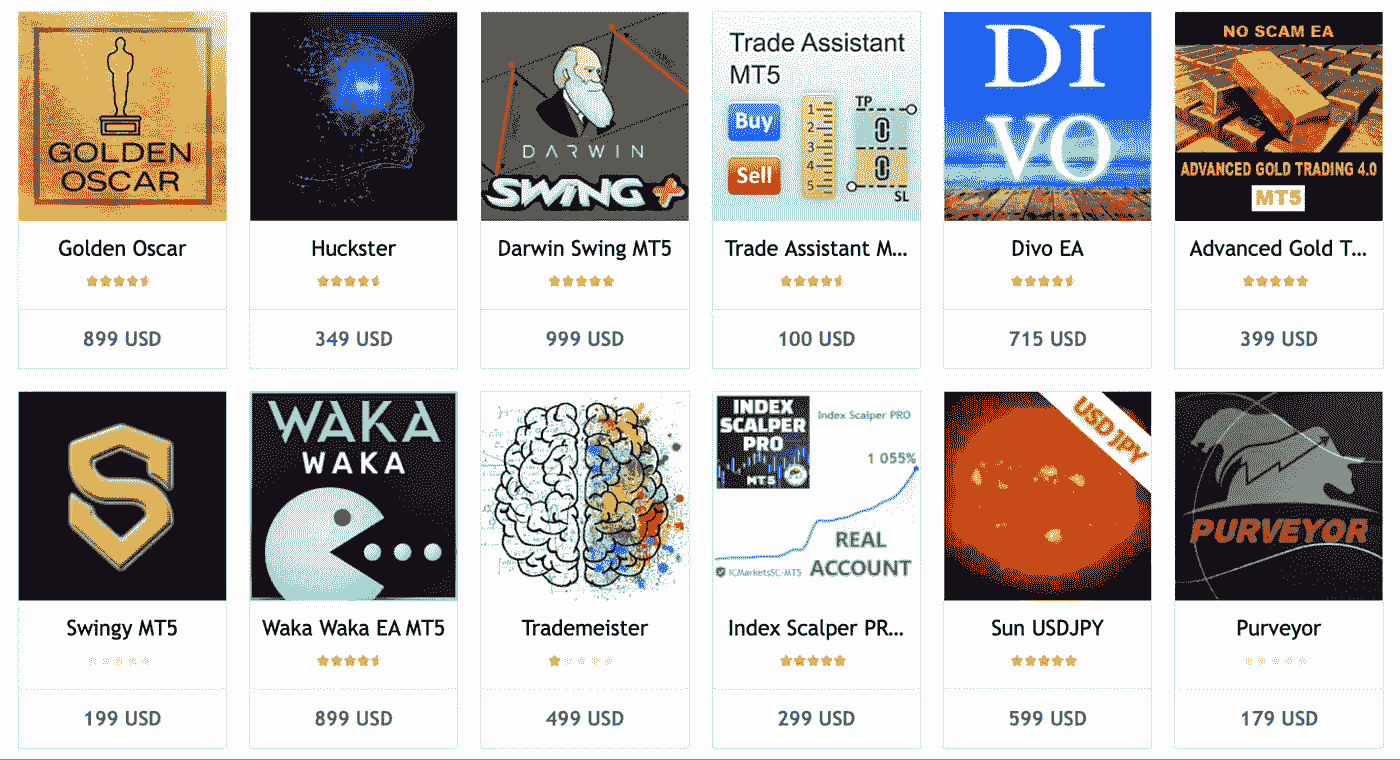 GOLDEN
OSCAR
Golden Oscar
899 USD
Huckster
349 USD
DARWIN
SWING +
Darwin Swing MT5
999 USD
Trade Assistant
MT5
Buy
Sell
1
2
3
4
5
TP
SL
Trade Assistant M...
100 USD
DI
VO
Divo EA
715 USD
NO SCAM EA
ADVANCED GOLD TRADING 4.0
MT5
Advanced Gold T...
399 USD
S
Swingy MT5
199 USD
WAKA
WAKA
Waka Waka EA MT5
899 USD
Trademeister
499 USD
INDEX
SCALPER
PRO
MT5
Index Scalper PRO
1 055%
REAL
ACCOUNT
ICMarketsSC-MT5
Index Scalper PR...
299 USD
USDJPY
Sun USDJPY
599 USD
PURVEYOR
Purveyor
179 USD